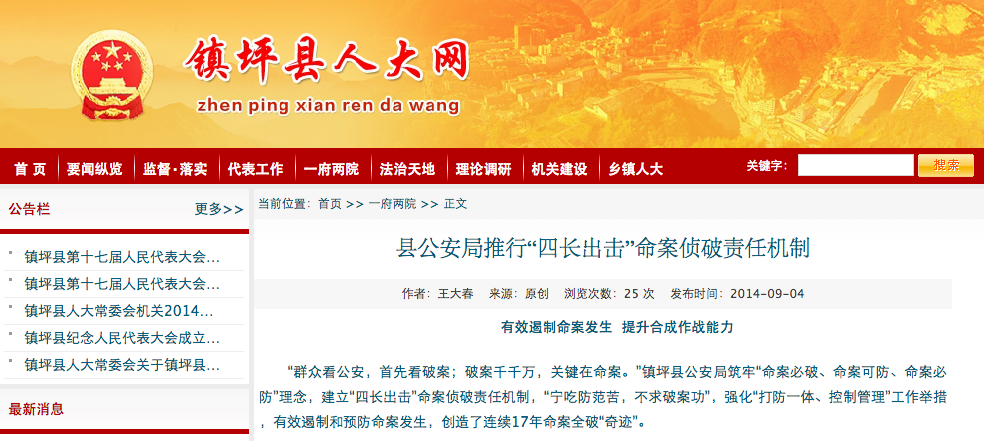 镇坪县人大网
zhen ping xian ren da wang
首 页 要闻纵览 监督·落实 代表工作 一府两院 法治天地 理论调研 机关建设 乡镇人大 关键字： 搜索
公告栏 更多>>
镇坪县第十七届人民代表大会...
镇坪县第十七届人民代表大会...
镇坪县人大常委会机关2014...
镇坪县纪念人民代表大会成立...
镇坪县人大常委会关于镇坪县...
最新消息
当前位置：首页 >> 一府两院 >> 正文
县公安局推行“四长出击”命案侦破责任机制
作者：王大春 来源：原创 浏览次数：25 次 发布时间：2014-09-04
有效遏制命案发生 提升合成作战能力
“群众看公安，首先看破案；破案千千万，关键在命案。”镇坪县公安局筑牢“命案必破、命案可防、命案必
防”理念，建立“四长出击”命案侦破责任机制，“宁吃防范苦，不求破案功”，强化“打防一体、控制管理”工作举措
，有效遏制和预防命案发生，创造了连续17年命案全破“奇迹”。